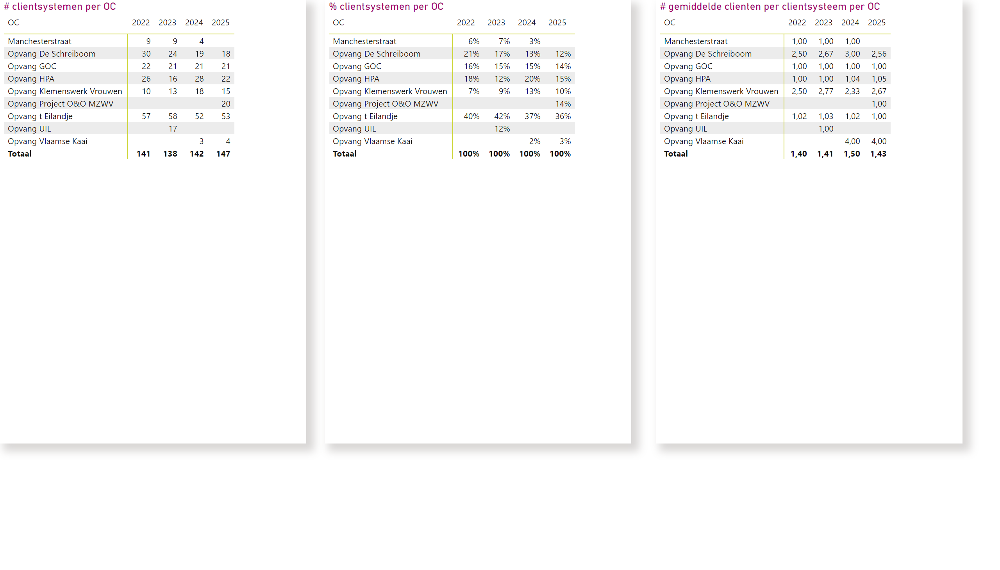 # clientsystemen per OC
OC 2022 2023 2024 2025
Manchesterstraat 9 9 4
Opvang De Schreiboom 30 24 19 18
Opvang GOC 22 21 21 21
Opvang HPA 26 16 28 22
Opvang Klemenswerk Vrouwen 10 13 18 15
Opvang Project O&O MZWV 20
Opvang t Eilandje 57 58 52 53
Opvang UIL 17
Opvang Vlaamse Kaai 3 4
Totaal 141 138 142 147
% clientsystemen per OC
OC 2022 2023 2024 2025
Manchesterstraat 6% 7% 3%
Opvang De Schreiboom 21% 17% 13% 12%
Opvang GOC 16% 15% 15% 14%
Opvang HPA 18% 12% 20% 15%
Opvang Klemenswerk Vrouwen 7% 9% 13% 10%
Opvang Project O&O MZWV 14%
Opvang t Eilandje 40% 42% 37% 36%
Opvang UIL 12%
Opvang Vlaamse Kaai 2% 3%
Totaal 100% 100% 100% 100%
# gemiddelde clienten per clientsysteem per OC
OC 2022 2023 2024 2025
Manchesterstraat 1,00 1,00 1,00
Opvang De Schreiboom 2,50 2,67 3,00 2,56
Opvang GOC 1,00 1,00 1,00 1,00
Opvang HPA 1,00 1,00 1,04 1,05
Opvang Klemenswerk Vrouwen 2,50 2,77 2,33 2,67
Opvang Project O&O MZWV 1,00
Opvang t Eilandje 1,02 1,03 1,02 1,00
Opvang UIL 1,00
Opvang Vlaamse Kaai 4,00 4,00
Totaal 1,40 1,41 1,50 1,43